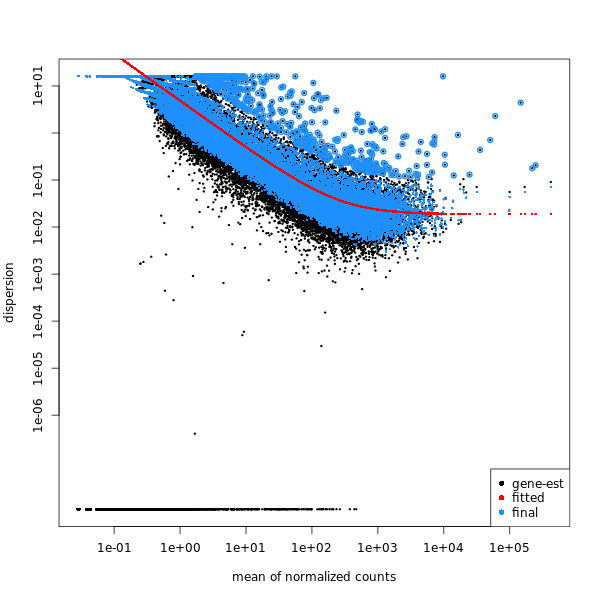 dispersion
1e+01
1e-01
1e-02
1e-03
1e-04
1e-05
1e-06
gene-est
fitted
final
1e-01
1e+00
1e+01
1e+02
1e+03
1e+04
1e+05
mean of normalized counts